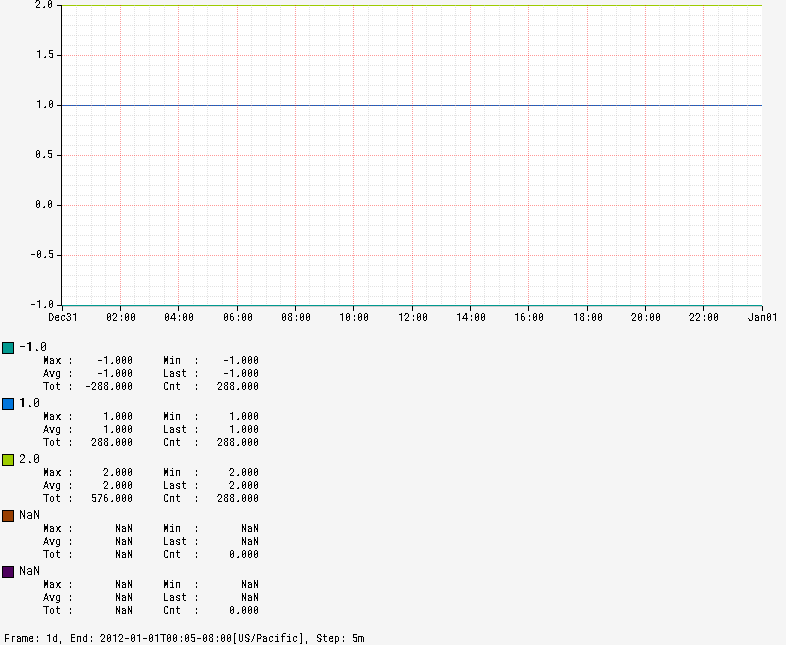 2.0
1.5
1.0
0.5
0.0
-0.5
-1.0
Dec31 02:00 04:00 06:00 08:00 10:00 12:00 14:00 16:00 18:00 20:00 22:00 Jan01
-1.0
Max : -1.000 Min : -1.000
Avg : -1.000 Last : -1.000
Tot : -288.000 Cnt : 288.000
1.0
Max : 1.000 Min : 1.000
Avg : 1.000 Last : 1.000
Tot : 288.000 Cnt : 288.000
2.0
Max : 2.000 Min : 2.000
Avg : 2.000 Last : 2.000
Tot : 576.000 Cnt : 288.000
NaN
Max : NaN Min : NaN
Avg : NaN Last : NaN
Tot : NaN Cnt : 0.000
NaN
Max : NaN Min : NaN
Avg : NaN Last : NaN
Tot : NaN Cnt : 0.000
Frame: 1d, End: 2012-01-01T00:05-08:00[US/Pacific], Step: 5m